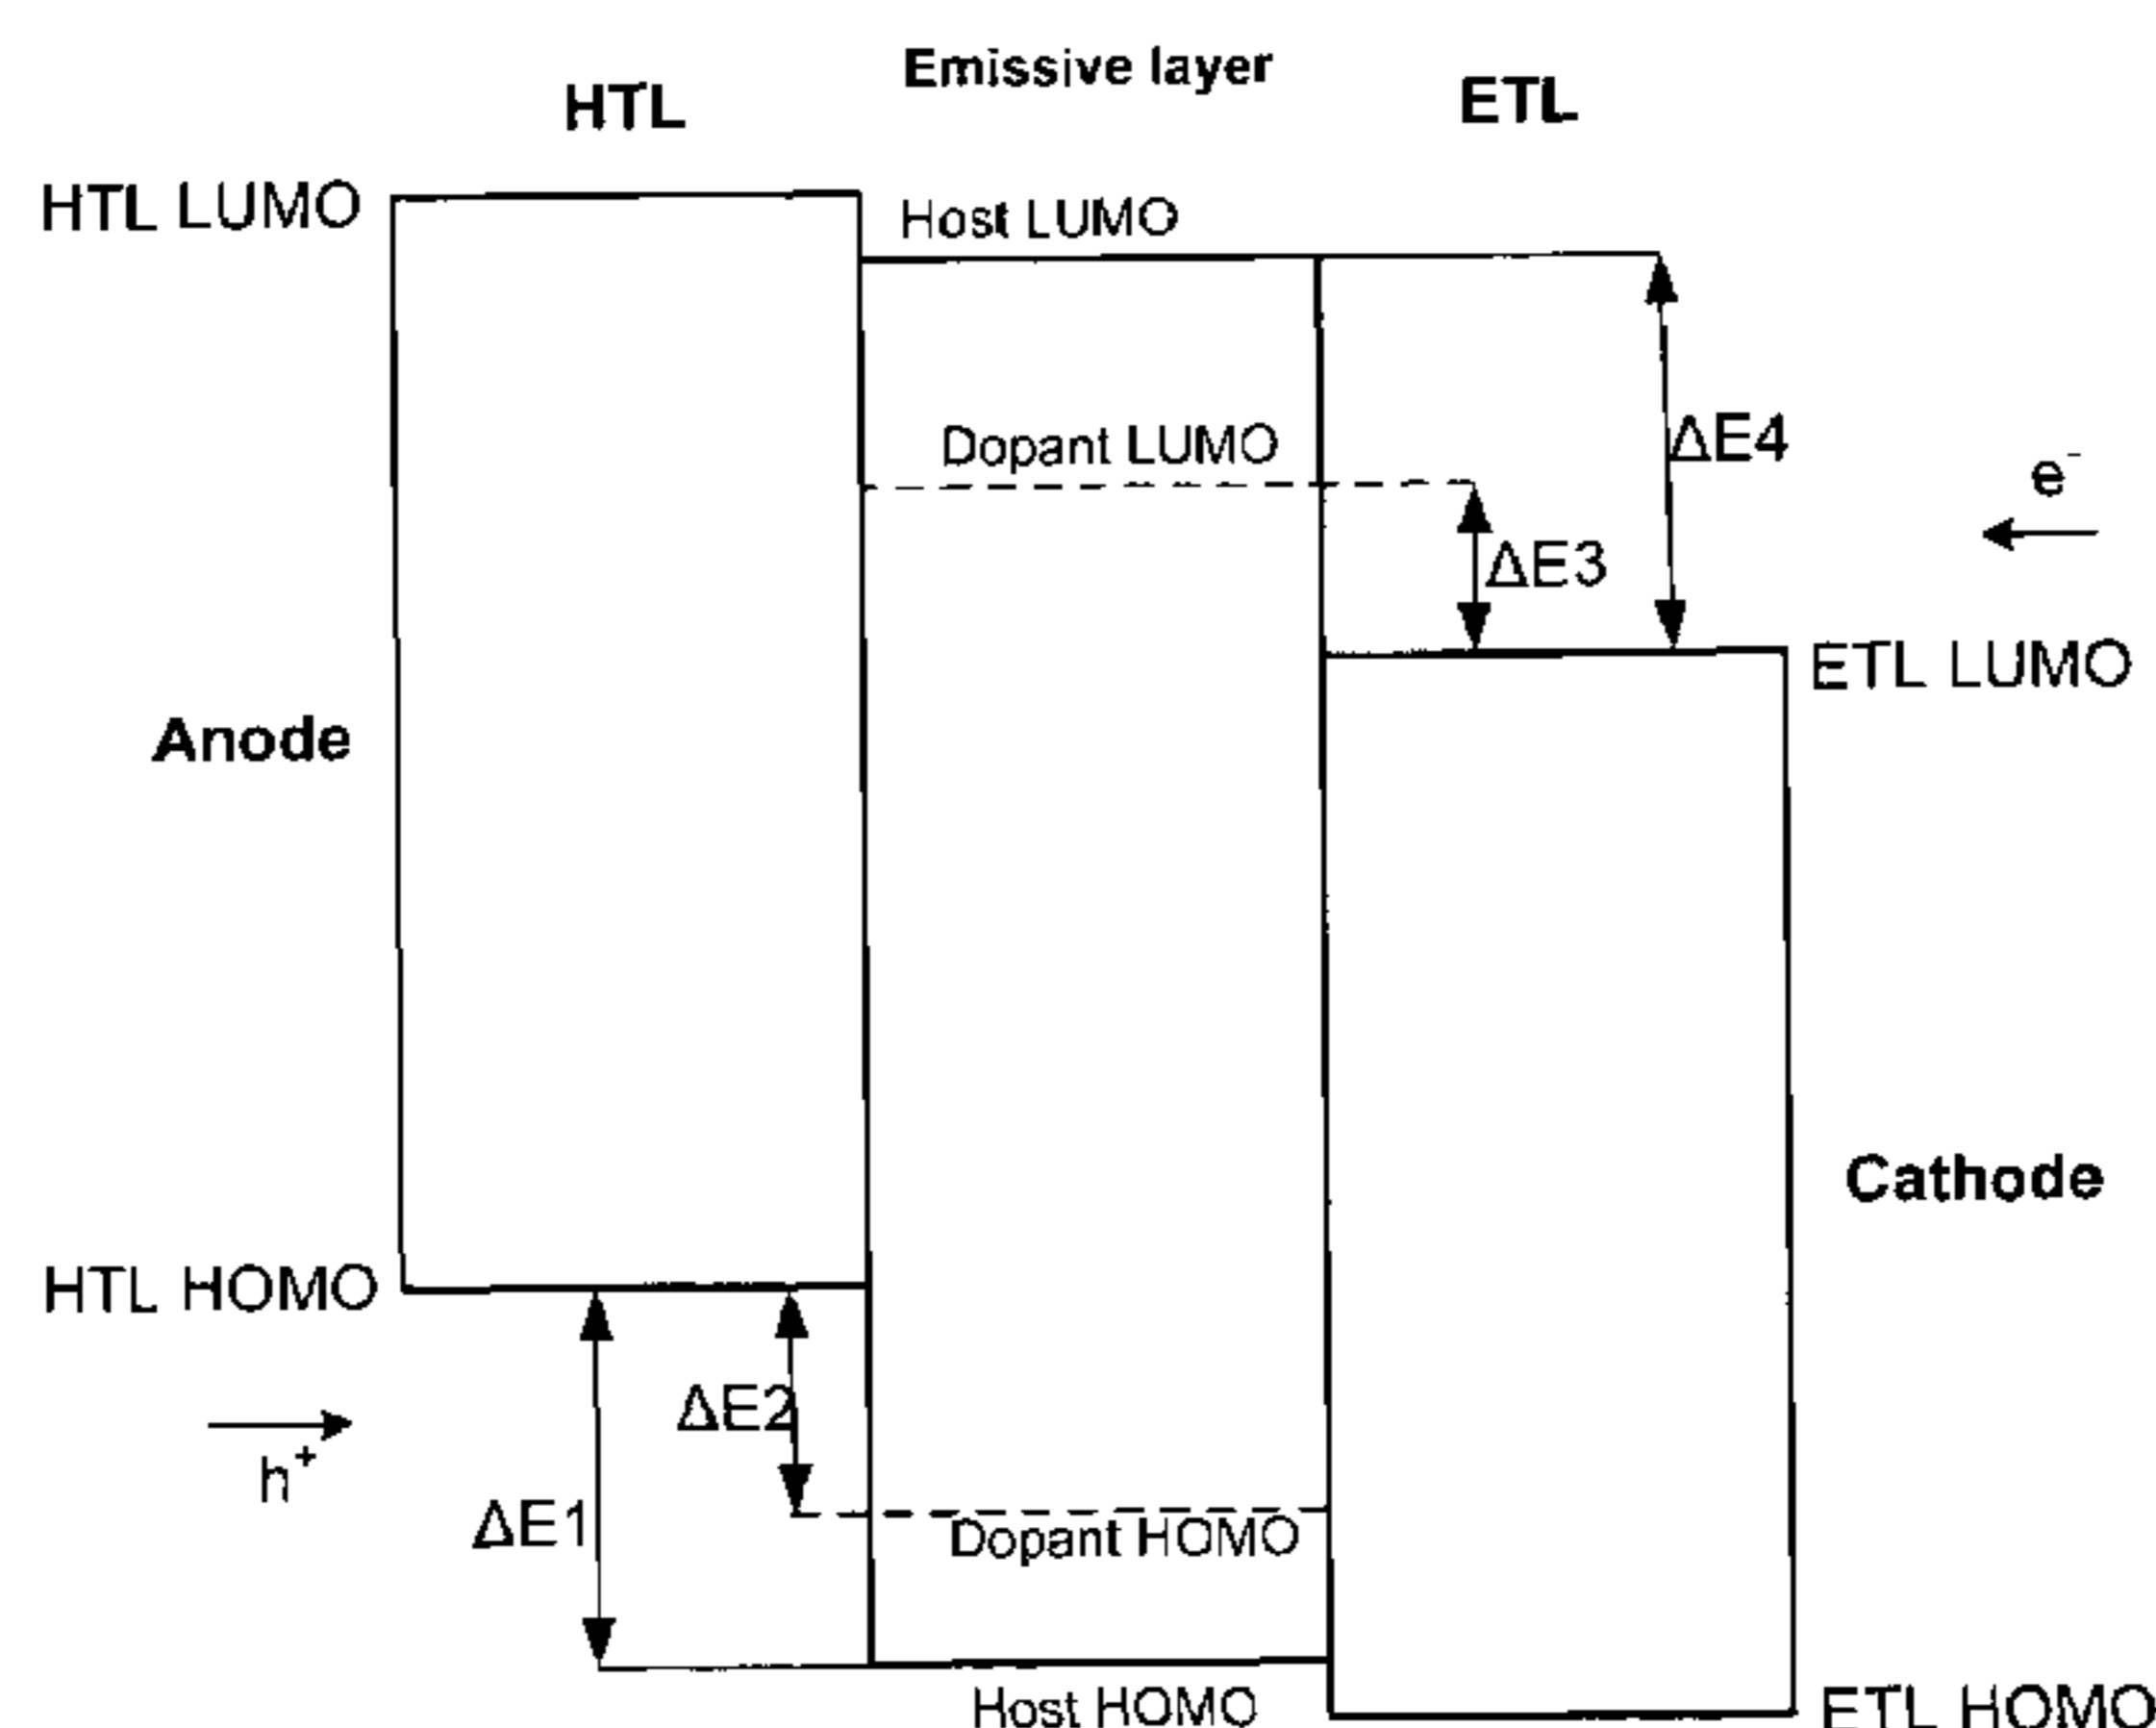 Emissive layer
HTL
ETL
HTL LUMO
Host LUMO
Dopant LUMO
ΔE4
e⁻
ΔE3
ETL LUMO
Anode
Cathode
HTL HOMO
ΔE2
h⁺
ΔE1
Dopant HOMO
Host HOMO
ETL HOMO